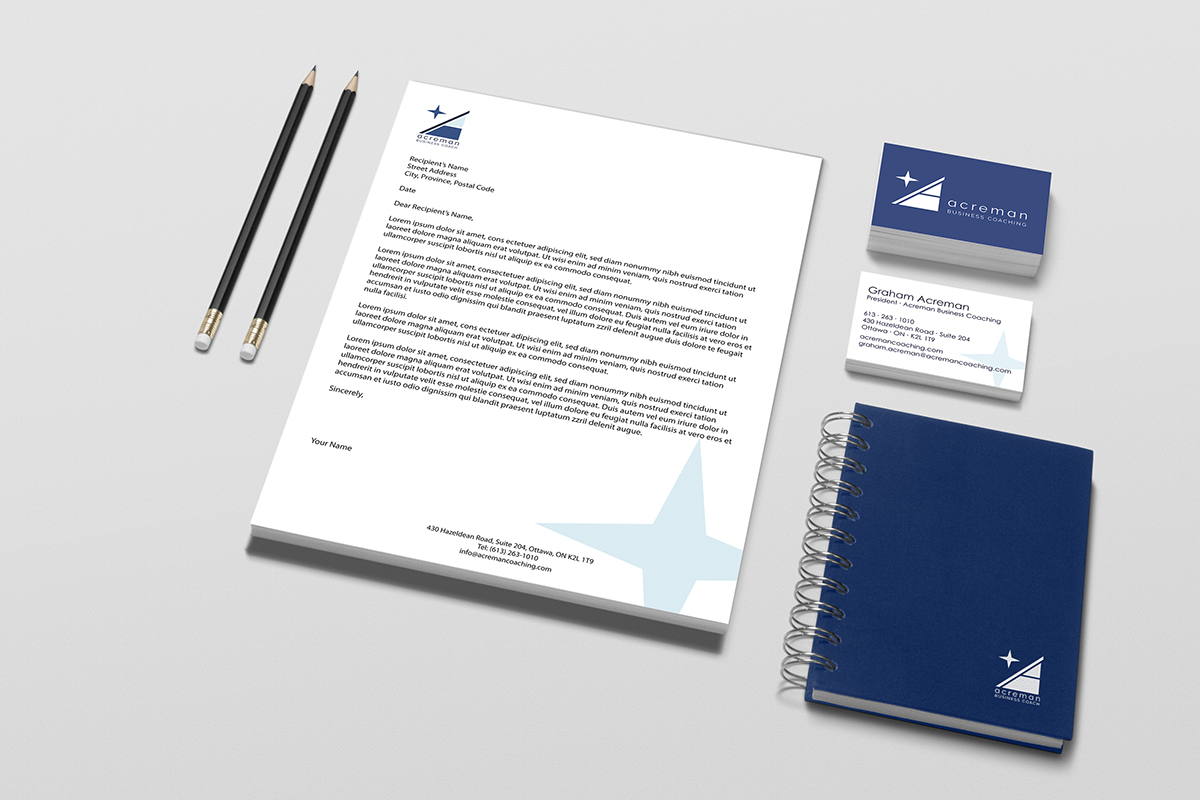 acreman
BUSINESS COACH
Recipient's Name
Street Address
City, Province, Postal Code
Date
Dear Recipient's Name,
Lorem ipsum dolor sit amet, cons ectetuer adipiscing elit, sed diam nonummy nibh euismod tincidunt ut
laoreet dolore magna aliquam erat volutpat. Ut wisi enim ad minim veniam, quis nostrud exerci tation
ullamcorper suscipit lobortis nisl ut aliquip ex ea commodo consequat.
Lorem ipsum dolor sit amet, consectetuer adipiscing elit, sed diam nonummy nibh euismod tincidunt ut
laoreet dolore magna aliquam erat volutpat. Ut wisi enim ad minim veniam, quis nostrud exerci tation
ullamcorper suscipit lobortis nisl ut aliquip ex ea commodo consequat. Duis autem vel eum iriure dolor in
hendrerit in vulputate velit esse molestie consequat, vel illum dolore eu feugiat nulla facilisis at vero eros et
accumsan et iusto odio dignissim qui blandit praesent luptatum zzril delenit augue duis dolore te feugait
nulla facilisi.
Lorem ipsum dolor sit amet, consectetuer adipiscing elit, sed diam nonummy nibh euismod tincidunt ut
laoreet dolore magna aliquam erat volutpat. Ut wisi enim ad minim veniam, quis nostrud exerci tation
ullamcorper suscipit lobortis nisl ut aliquip ex ea commodo consequat.
Lorem ipsum dolor sit amet, consectetuer adipiscing elit, sed diam nonummy nibh euismod tincidunt ut
laoreet dolore magna aliquam erat volutpat. Ut wisi enim ad minim veniam, quis nostrud exerci tation
ullamcorper suscipit lobortis nisl ut aliquip ex ea commodo consequat. Duis autem vel eum iriure dolor in
hendrerit in vulputate velit esse molestie consequat, vel illum dolore eu feugiat nulla facilisis at vero eros et
accumsan et iusto odio dignissim qui blandit praesent luptatum zzril delenit augue.
Sincerely,
Your Name
430 Hazeldean Road, Suite 204, Ottawa, ON K2L 1T9
Tel: (613) 263-1010
info@acremancoaching.com
acreman
BUSINESS COACHING
Graham Acreman
President - Acreman Business Coaching
613 - 263 - 1010
430 Hazeldean Road - Suite 204
Ottawa - ON - K2L 1T9
acremancoaching.com
graham.acreman@acremancoaching.com
acreman
BUSINESS COACH